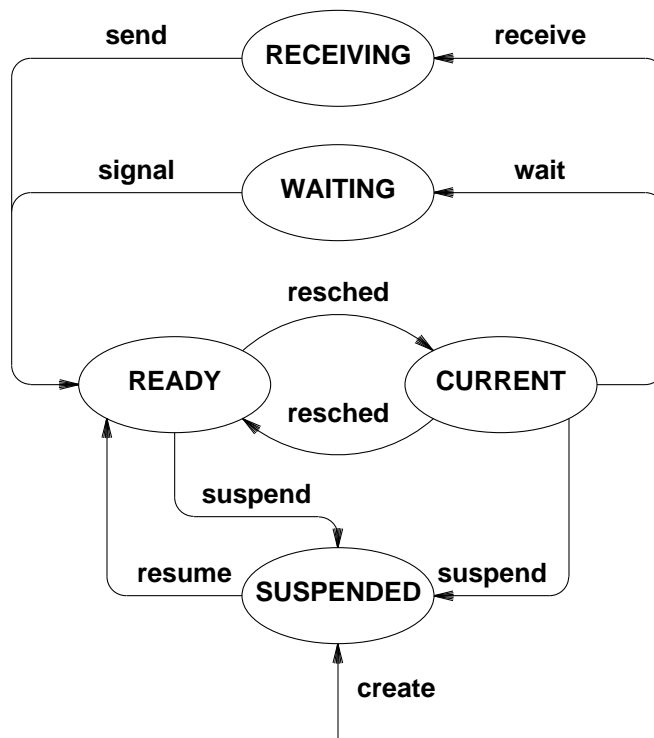 send
RECEIVING
receive
signal
WAITING
wait
resched
READY
CURRENT
resched
suspend
resume
SUSPENDED
suspend
create